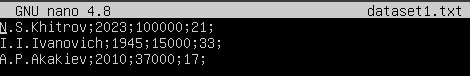 GNU nano 4.8 dataset1.txt
N.S.Khitrov;2023;100000;21;
I.I.Ivanovich;1945;15000;33;
A.P.Akakiev;2010;37000;17;